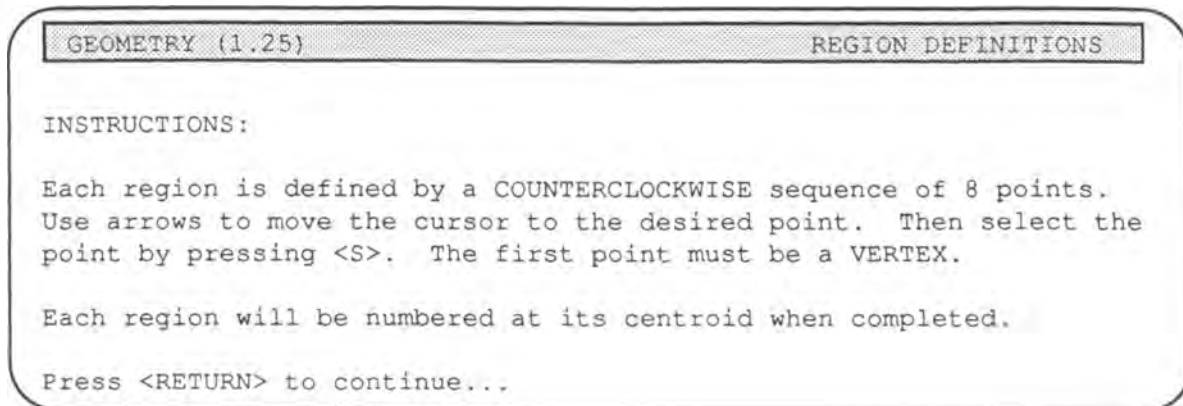 GEOMETRY (1.25) REGION DEFINITIONS
INSTRUCTIONS:
Each region is defined by a COUNTERCLOCKWISE sequence of 8 points.
Use arrows to move the cursor to the desired point. Then select the
point by pressing <S>. The first point must be a VERTEX.
Each region will be numbered at its centroid when completed.
Press <RETURN> to continue...